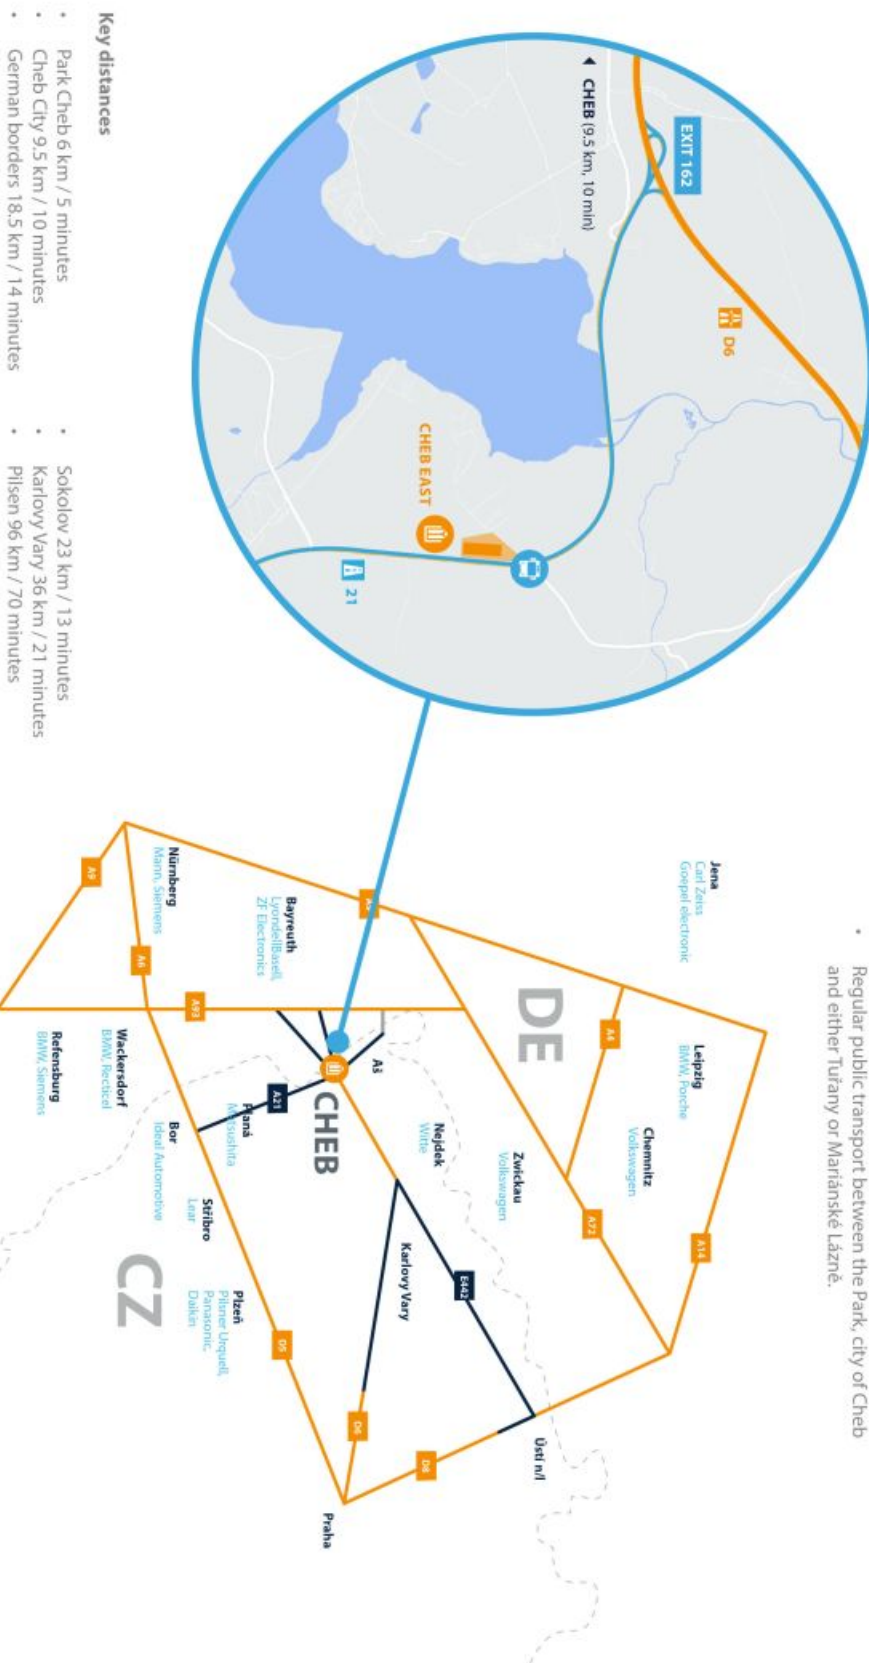 • Regular public transport between the Park, city of Cheb
and either Tuřany or Mariánské Lázně.
EXIT 162
◀ CHEB (9.5 km, 10 min)
D6
CHEB EAST
21
Jena
Carl Zeiss
Goepel electronic
Leipzig
BMW, Porche
A14
Chemnitz
Volkswagen
A4
A72
DE
Zwickau
Volkswagen
Ústí n/l
E442
Nejdek
Witte
D8
Karlovy Vary
Aš
D6
CHEB
Praha
Bayreuth
LyondellBasell,
ZF Electronics
A21
D5
Planá
Matsushita
Plzeň
Pilsner Urquell,
Panasonic,
Daikin
A93
Stříbro
Lear
Nürnberg
Mann, Siemens
Bor
Ideal Automotive
CZ
A6
Wackersdorf
BMW, Recticel
A9
Refensburg
BMW, Siemens
Key distances
• Park Cheb 6 km / 5 minutes
• Cheb City 9.5 km / 10 minutes
• German borders 18.5 km / 14 minutes
• Sokolov 23 km / 13 minutes
• Karlovy Vary 36 km / 21 minutes
• Pilsen 96 km / 70 minutes